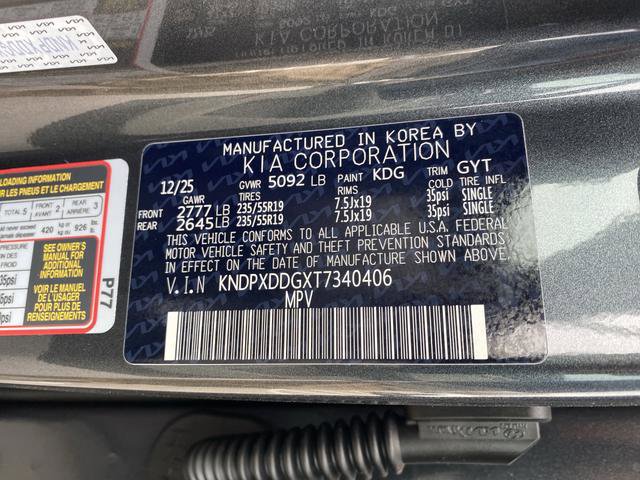 MANUFACTURED IN KOREA BY
KIA CORPORATION
12/25 GVWR 5092 LB PAINT KDG TRIM GYT
GAWR TIRES RIMS COLD TIRE INFL.
FRONT 2777 LB 235/55R19 7.5Jx19 35psi SINGLE
REAR 2645 LB 235/55R19 7.5Jx19 35psi SINGLE
THIS VEHICLE CONFORMS TO ALL APPLICABLE U.S.A. FEDERAL
MOTOR VEHICLE SAFETY AND THEFT PREVENTION STANDARDS
IN EFFECT ON THE DATE OF MANUFACTURE SHOWN ABOVE.
V.I.N KNDPXDDGXT7340406
MPV
LOADING INFORMATION
SUR LES PNEUS ET LE CHARGEMENT
TOTAL 5 FRONT AVANT 2 REAR ARRIÈRE 3
420 kg or 926 lbs.
SEE OWNER'S
MANUAL FOR
ADDITIONAL
INFORMATION
VOIR LE MANUEL
DE L'USAGER
POUR PLUS DE
RENSEIGNEMENTS
P77